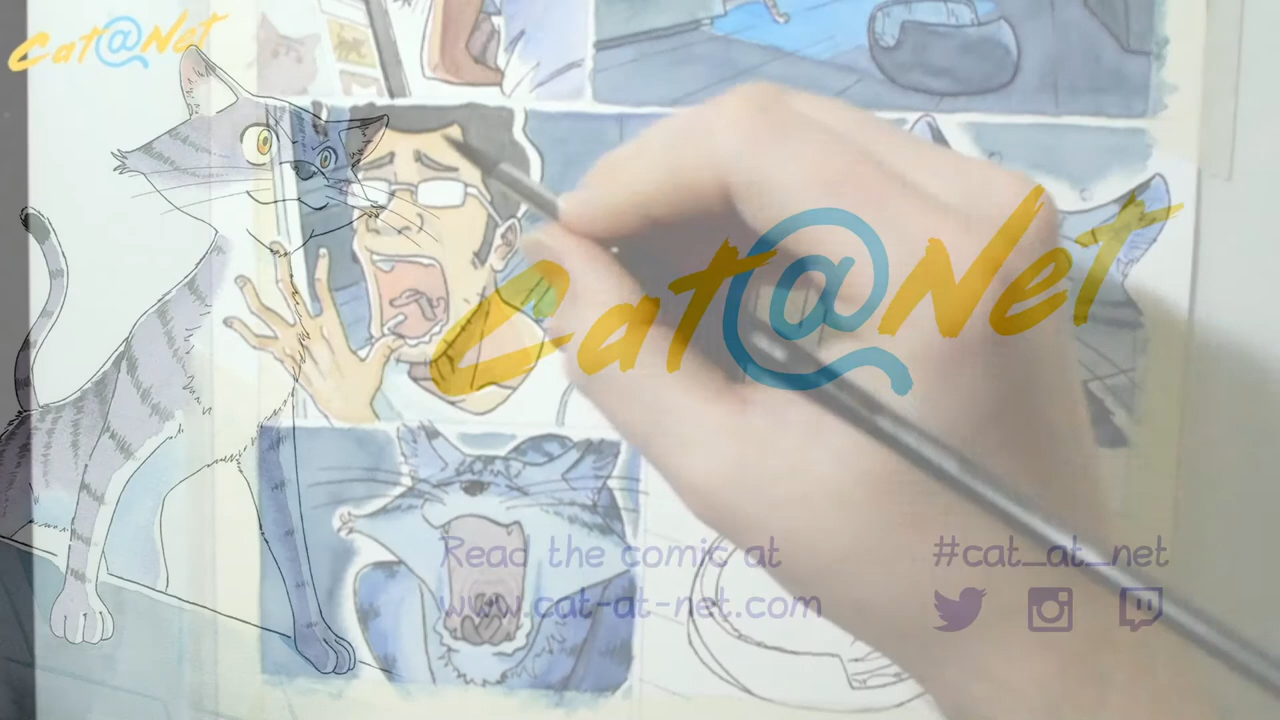 Cat@Net
Cat@Net
Read the comic at
www.cat-at-net.com
#cat_at_net